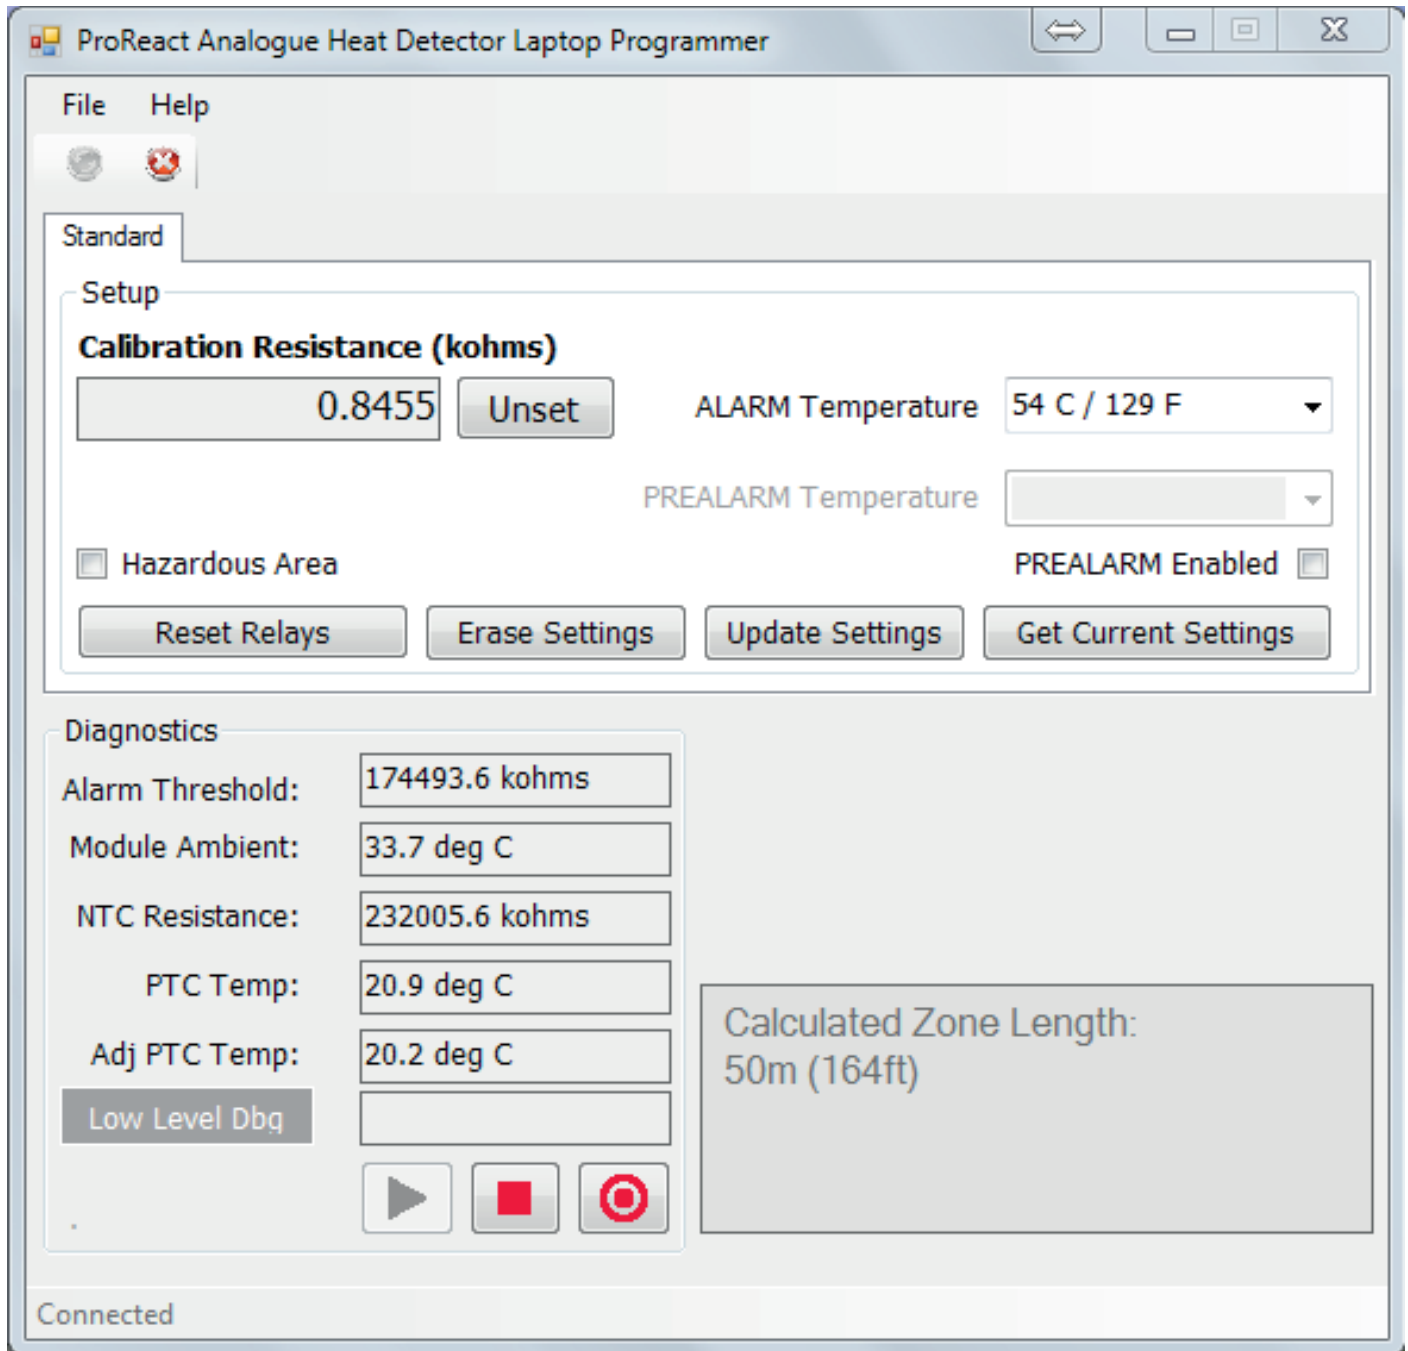 ProReact Analogue Heat Detector Laptop Programmer
File Help
Standard
Setup
Calibration Resistance (kohms)
0.8455 Unset ALARM Temperature 54 C / 129 F
PREALARM Temperature
Hazardous Area PREALARM Enabled
Reset Relays Erase Settings Update Settings Get Current Settings
Diagnostics
Alarm Threshold: 174493.6 kohms
Module Ambient: 33.7 deg C
NTC Resistance: 232005.6 kohms
PTC Temp: 20.9 deg C
Adj PTC Temp: 20.2 deg C
Low Level Dbg
.
Calculated Zone Length:
50m (164ft)
Connected